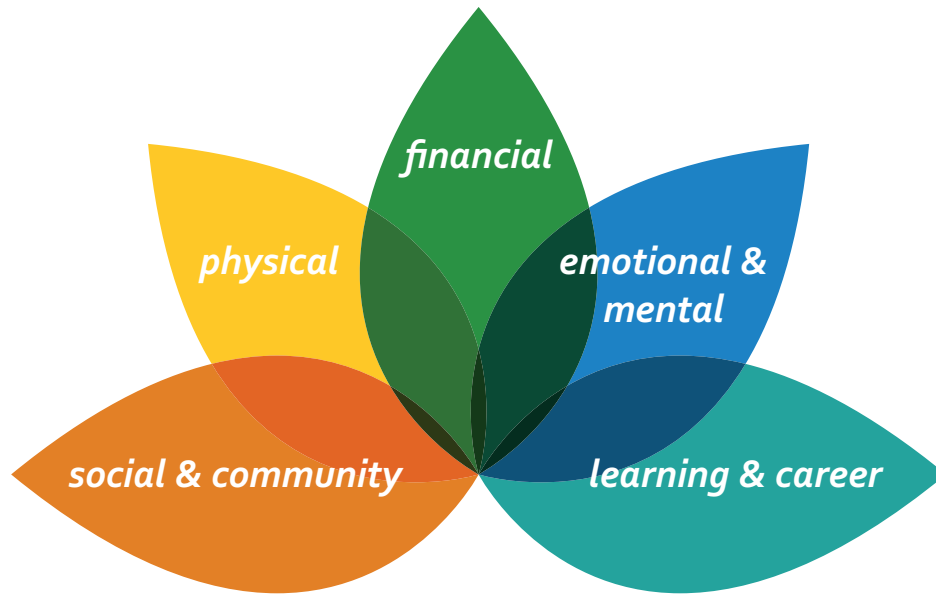 financial
physical
emotional &
mental
social & community
learning & career